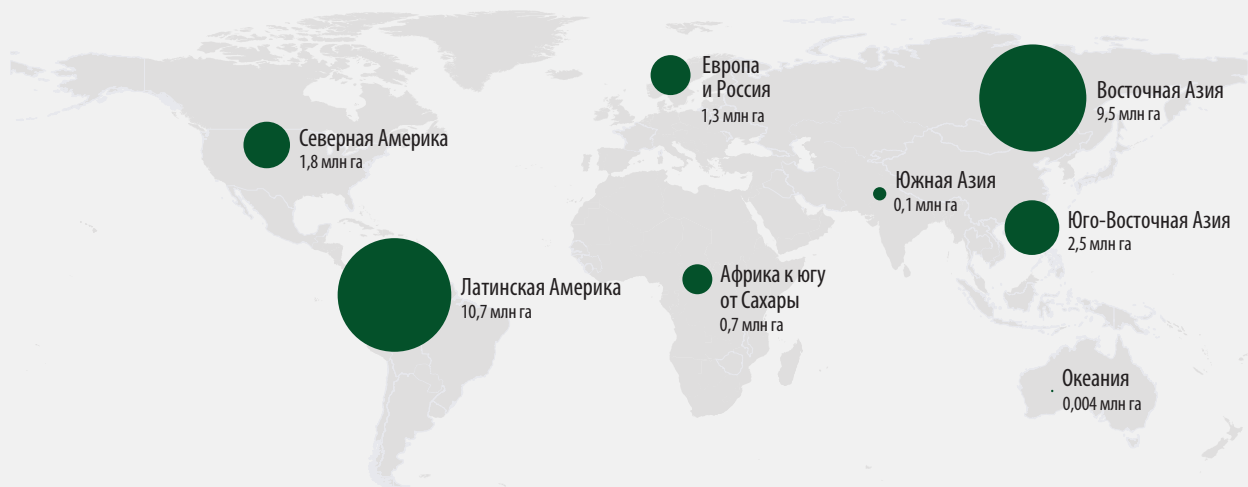 Европа
и Россия
1,3 млн га
Восточная Азия
9,5 млн га
Северная Америка
1,8 млн га
Южная Азия
0,1 млн га
Юго-Восточная Азия
2,5 млн га
Латинская Америка
10,7 млн га
Африка к югу
от Сахары
0,7 млн га
Океания
0,004 млн га